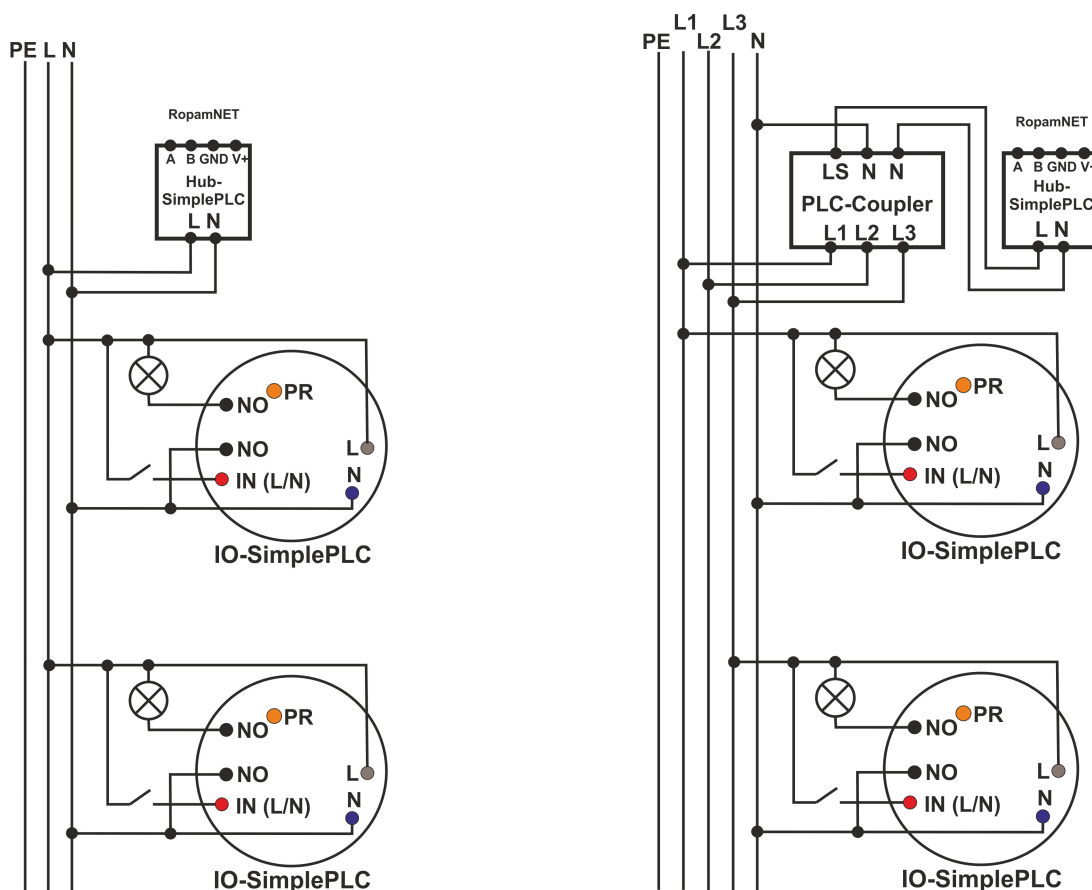 PE L N
RopamNET
A B GND V+
Hub-
SimplePLC
L N
NO
PR
NO
L
N
IN (L/N)
IO-SimplePLC
NO
PR
NO
L
N
IN (L/N)
IO-SimplePLC
L1 L3
PE L2 N
RopamNET
LS N N
PLC-Coupler
L1 L2 L3
A B GND V+
Hub-
SimplePLC
L N
NO
PR
NO
L
N
IN (L/N)
IO-SimplePLC
NO
PR
NO
L
N
IN (L/N)
IO-SimplePLC